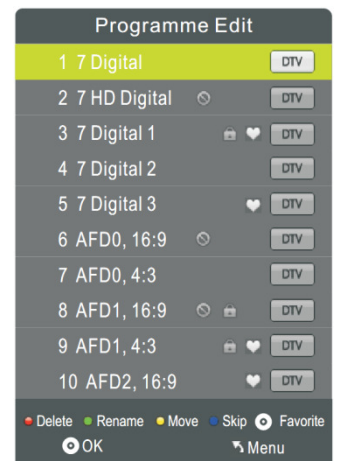 Programme Edit
1 7 Digital DTV
2 7 HD Digital DTV
3 7 Digital 1 DTV
4 7 Digital 2 DTV
5 7 Digital 3 DTV
6 AFD0, 16:9 DTV
7 AFD0, 4:3 DTV
8 AFD1, 16:9 DTV
9 AFD1, 4:3 DTV
10 AFD2, 16:9 DTV
Delete Rename Move Skip Favorite
OK Menu